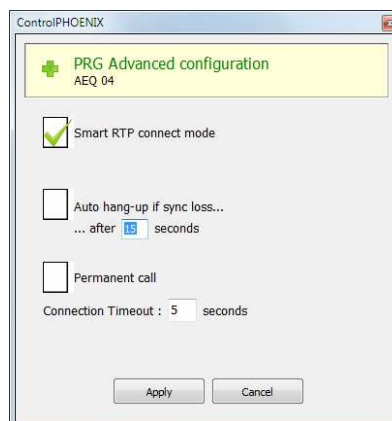 ControlPHOENIX
PRG Advanced configuration
AEQ 04
Smart RTP connect mode
Auto hang-up if sync loss...
... after 15 seconds
Permanent call
Connection Timeout : 5 seconds
Apply Cancel